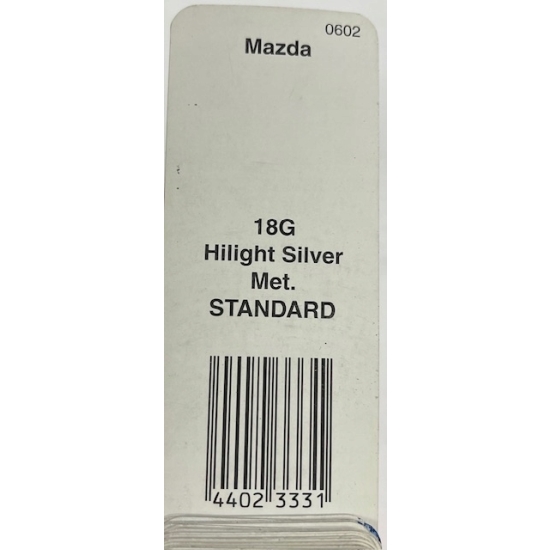 0602
Mazda
18G
Hilight Silver
Met.
STANDARD
4402 3331